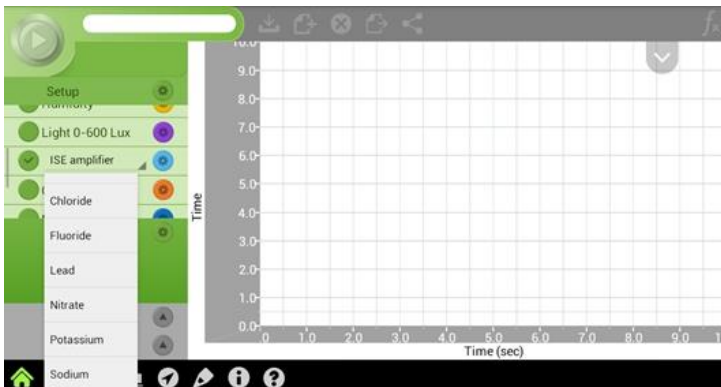 Setup
Humidity
Light 0-600 Lux
ISE amplifier
Chloride
Fluoride
Lead
Nitrate
Potassium
Sodium
Time
10.0
9.0
8.0
7.0
6.0
5.0
4.0
3.0
2.0
1.0
0.0
.0 1.0 2.0 3.0 4.0 5.0 6.0 7.0 8.0 9.0 1
Time (sec)